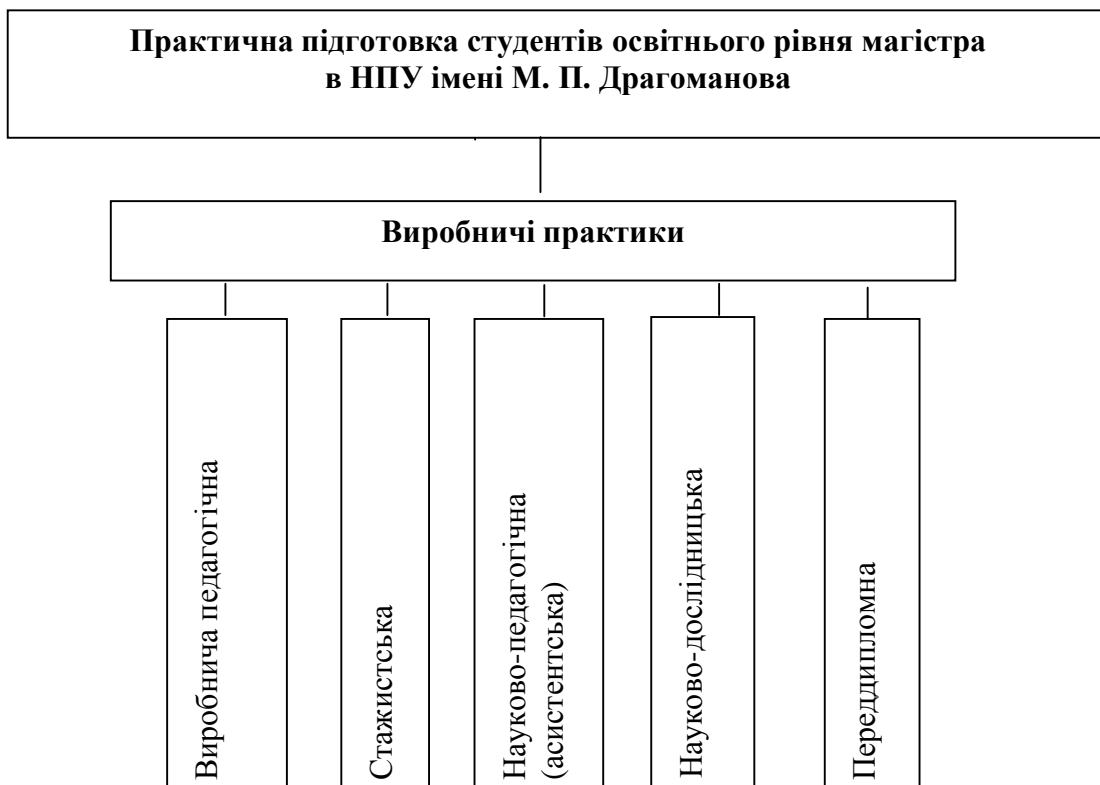 Практична підготовка студентів освітнього рівня магістра
в НПУ імені М. П. Драгоманова
Виробничі практики
Виробнича педагогічна
Стажистська
Науково-педагогічна
(асистентська)
Науково-дослідницька
Переддипломна